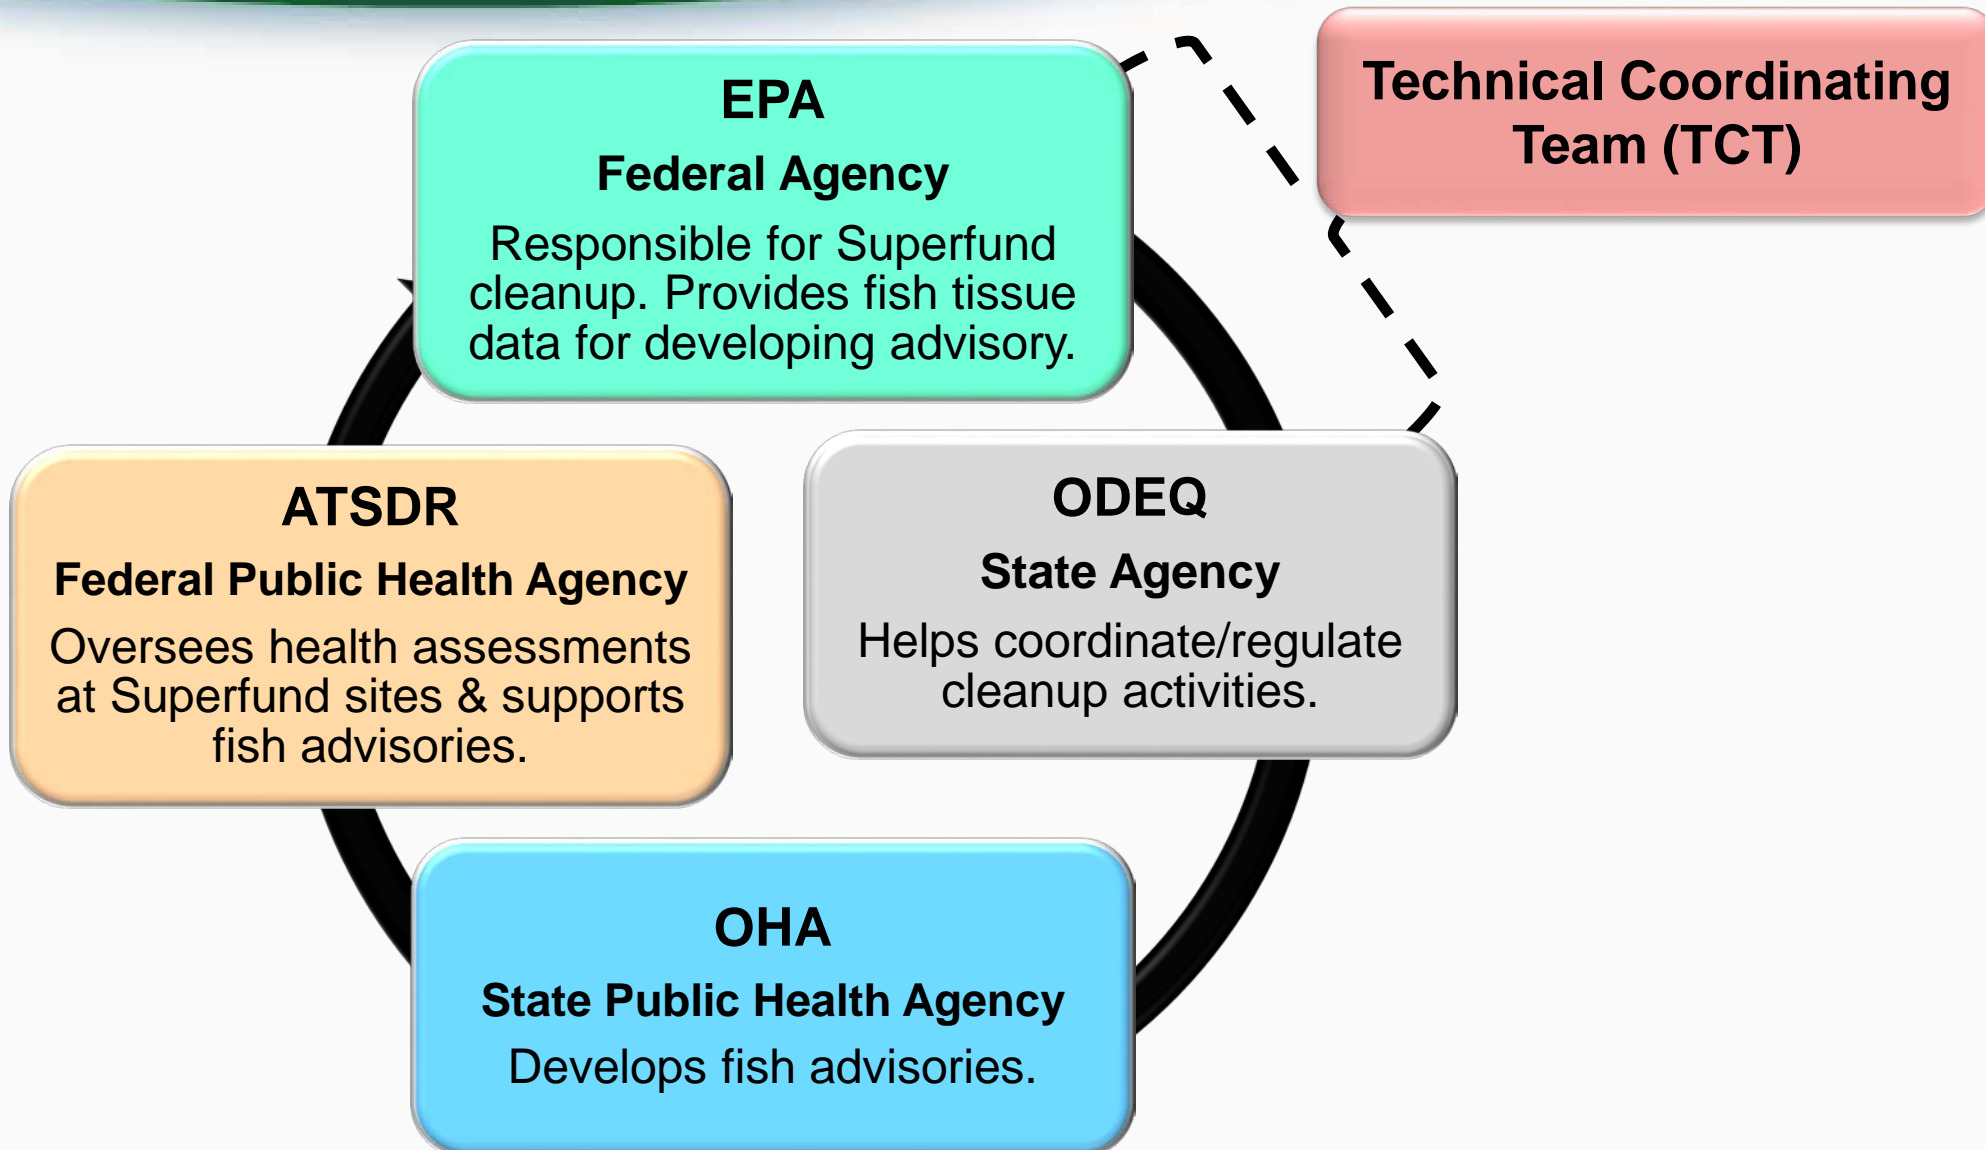 Technical Coordinating
Team (TCT)
EPA
Federal Agency
Responsible for Superfund
cleanup. Provides fish tissue
data for developing advisory.
ATSDR
Federal Public Health Agency
Oversees health assessments
at Superfund sites & supports
fish advisories.
ODEQ
State Agency
Helps coordinate/regulate
cleanup activities.
OHA
State Public Health Agency
Develops fish advisories.